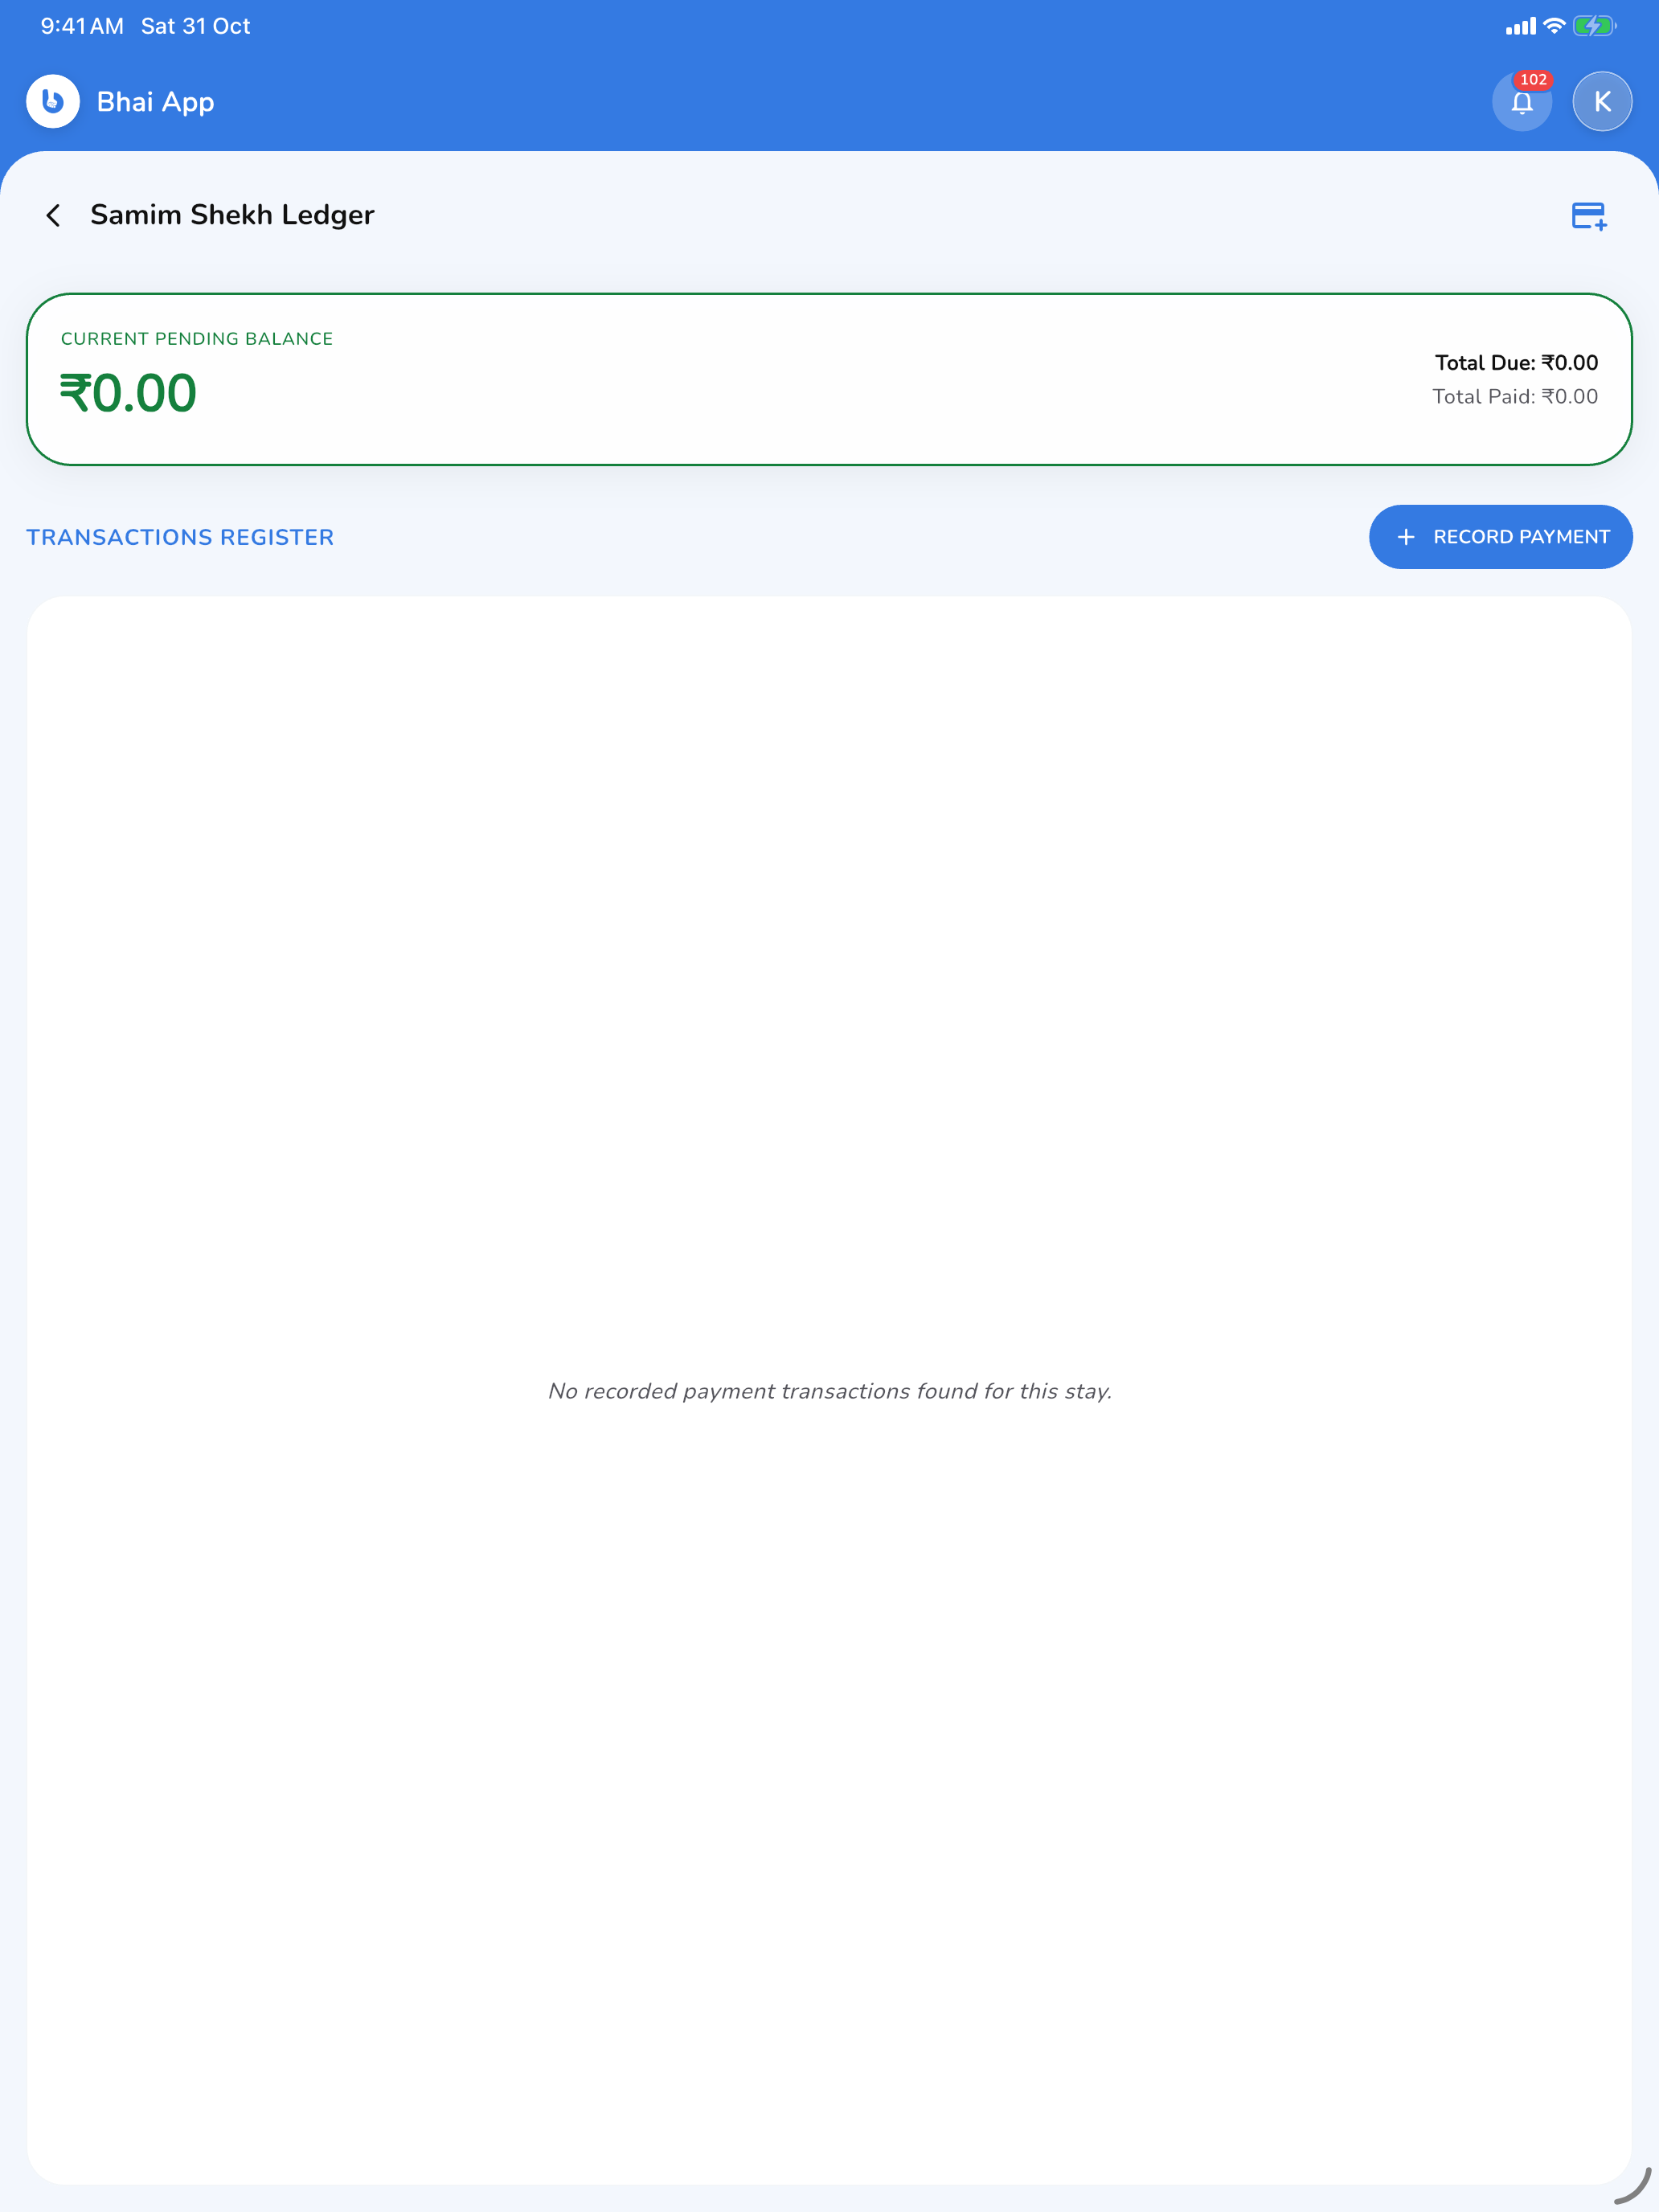 9:41 AM Sat 31 Oct
Bhai App
102
K
Samim Shekh Ledger
CURRENT PENDING BALANCE
₹0.00
Total Due: ₹0.00
Total Paid: ₹0.00
TRANSACTIONS REGISTER
+ RECORD PAYMENT
No recorded payment transactions found for this stay.